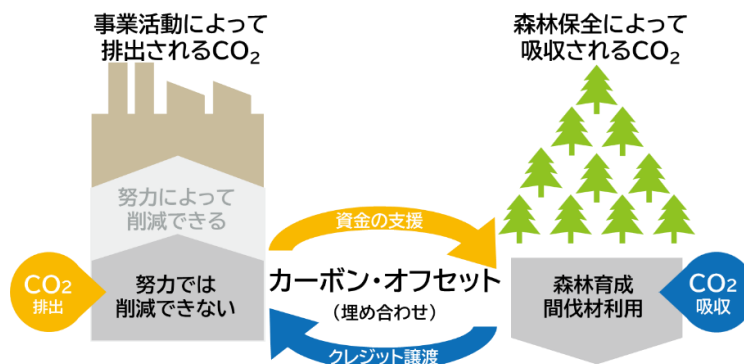 事業活動によって
排出されるCO₂
森林保全によって
吸収されるCO₂
努力によって
削減できる
資金の支援
CO₂
排出
努力では
削減できない
カーボン・オフセット
(埋め合わせ)
森林育成
間伐材利用
CO₂
吸収
クレジット譲渡